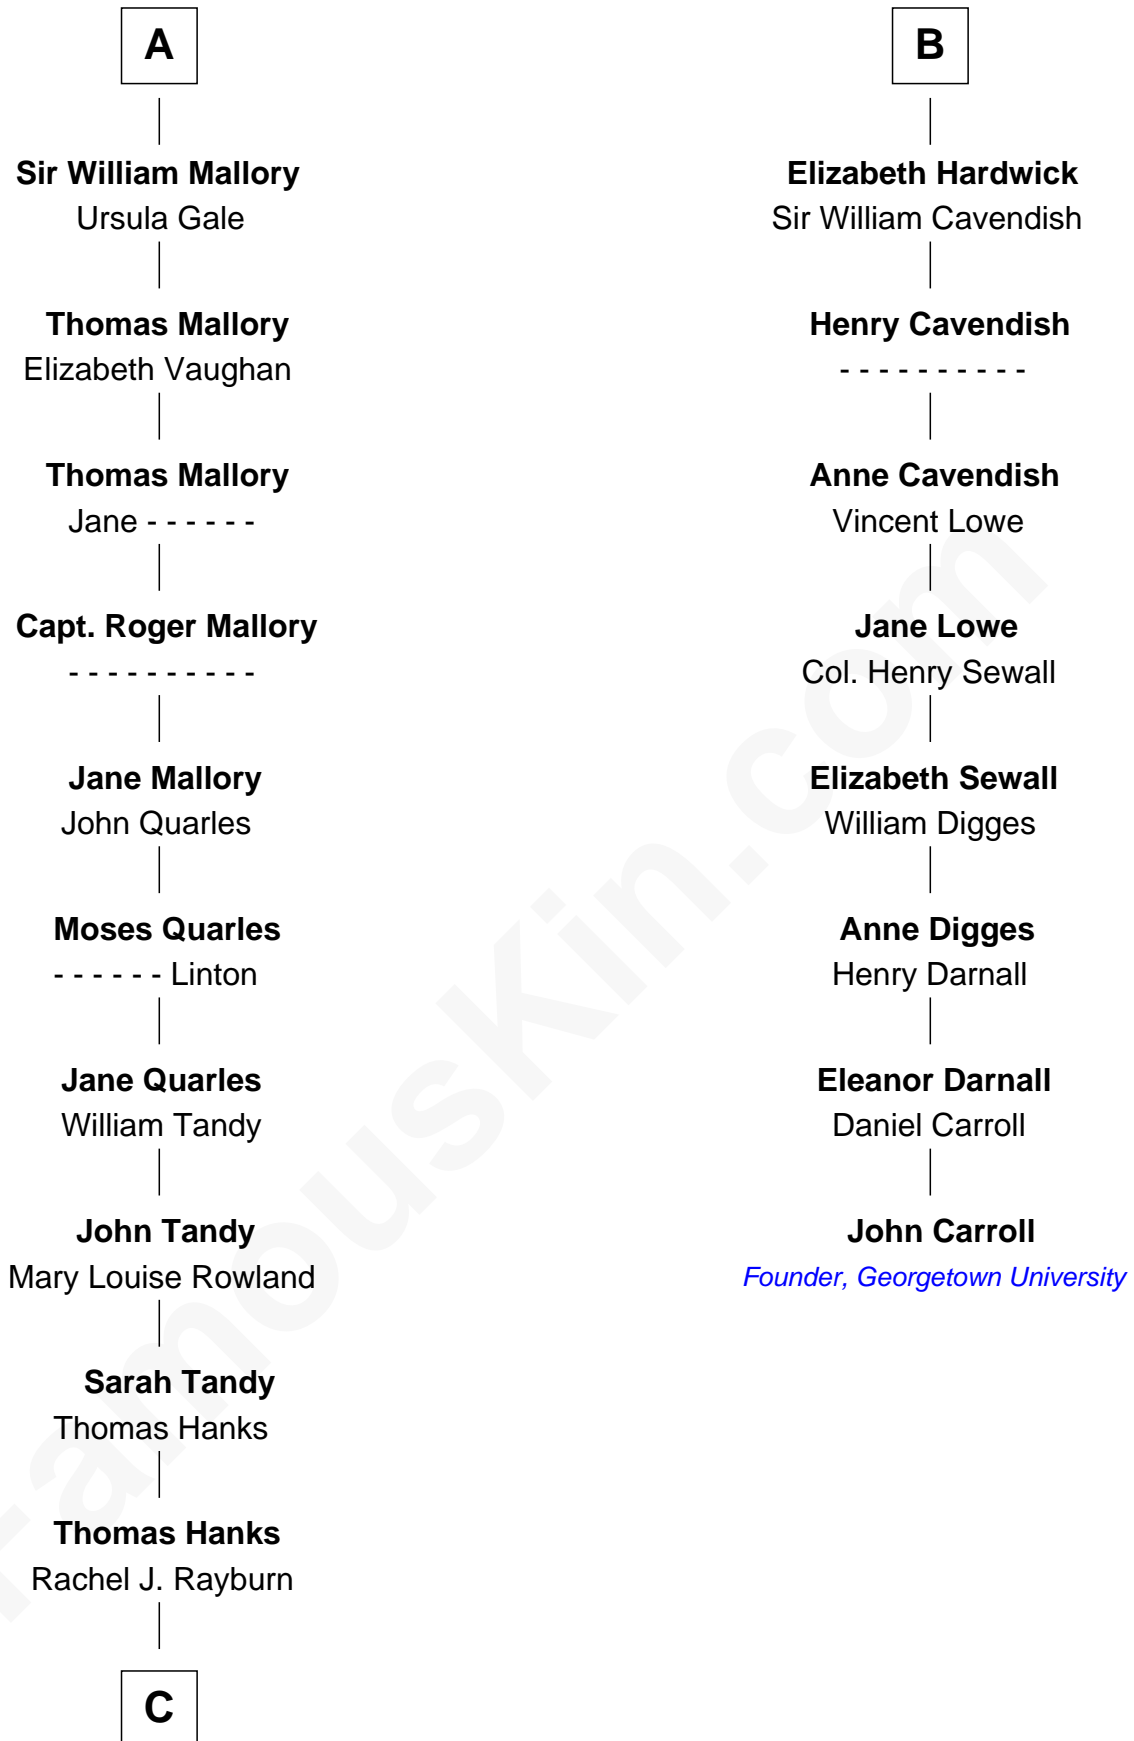 A
Sir William Mallory
Ursula Gale
Thomas Mallory
Elizabeth Vaughan
Thomas Mallory
Jane - - - - - -
Capt. Roger Mallory
- - - - - - - - - -
Jane Mallory
John Quarles
Moses Quarles
- - - - - - Linton
Jane Quarles
William Tandy
John Tandy
Mary Louise Rowland
Sarah Tandy
Thomas Hanks
Thomas Hanks
Rachel J. Rayburn
C
B
Elizabeth Hardwick
Sir William Cavendish
Henry Cavendish
- - - - - - - - - -
Anne Cavendish
Vincent Lowe
Jane Lowe
Col. Henry Sewall
Elizabeth Sewall
William Digges
Anne Digges
Henry Darnall
Eleanor Darnall
Daniel Carroll
John Carroll
Founder, Georgetown University
FamousKin.com